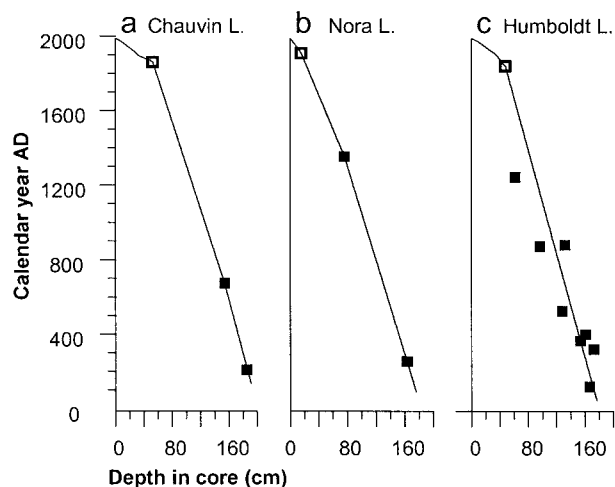 a Chauvin L.
b Nora L.
c Humboldt L.
Calendar year AD
2000
1600
1200
800
400
0
0 80 160
0 80 160
0 80 160
Depth in core (cm)